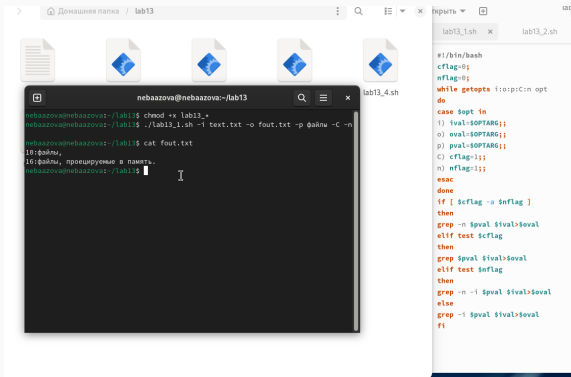 Домашняя папка / lab13
lab13_4.sh
nebaazova@nebaazova:~/lab13
nebaazova@nebaazova:~/lab13$ chmod +x lab13_*
nebaazova@nebaazova:~/lab13$ ./lab13_1.sh -i text.txt -o fout.txt -p файлы -C -n
nebaazova@nebaazova:~/lab13$ cat fout.txt
10:файлы,
16:файлы, проецируемые в память.
nebaazova@nebaazova:~/lab13$
lab13_1.sh
lab13_2.sh
#!/bin/bash
cflag=0;
nflag=0;
while getopts i:o:p:C:n opt
do
case $opt in
i) ival=$OPTARG;;
o) oval=$OPTARG;;
p) pval=$OPTARG;;
C) cflag=1;;
n) nflag=1;;
esac
done
if [ $cflag -a $nflag ]
then
grep -n $pval $ival>$oval
elif test $cflag
then
grep $pval $ival>$oval
elif test $nflag
then
grep -n -i $pval $ival>$oval
else
grep -i $pval $ival>$oval
fi